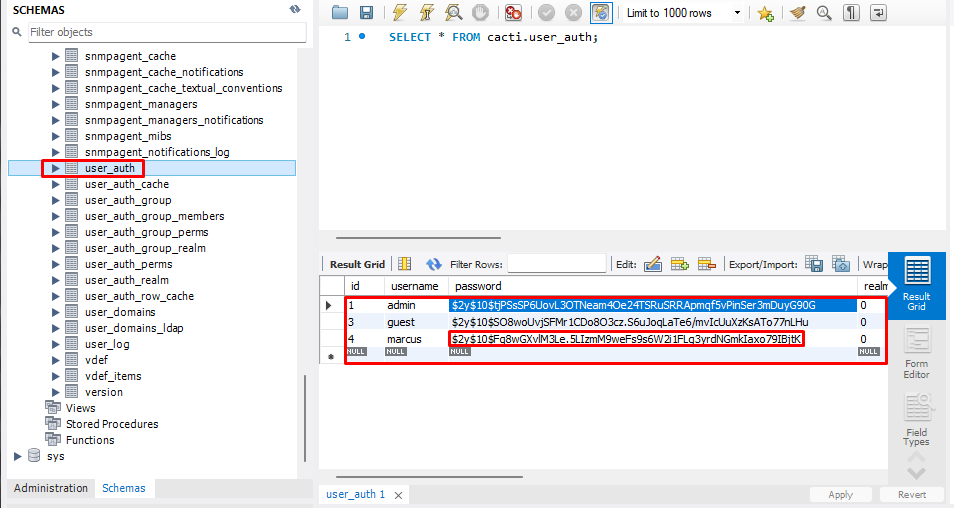 SCHEMAS
Filter objects
snmpagent_cache
snmpagent_cache_notifications
snmpagent_cache_textual_conventions
snmpagent_managers
snmpagent_managers_notifications
snmpagent_mibs
snmpagent_notifications_log
user_auth
user_auth_cache
user_auth_group
user_auth_group_members
user_auth_group_perms
user_auth_group_realm
user_auth_perms
user_auth_realm
user_auth_row_cache
user_domains
user_domains_ldap
user_log
vdef
vdef_items
version
Views
Stored Procedures
Functions
sys
Administration Schemas
Limit to 1000 rows
1 SELECT * FROM cacti.user_auth;
Result Grid Filter Rows: Edit: Export/Import: Wrap
id username password realm
1 admin $2y$10$tjPSsSP6UovL3OTNeam4Oe24TSRuSRRApmqf5vPinSer3mDuyG90G 0
3 guest $2y$10$SO8woUvjSFMr1CDo8O3cz.S6uJoqLaTe6/mvIcUuXzKsATo77nLHu 0
4 marcus $2y$10$Fq8wGXvlM3Le.5LIzmM9weFs9s6W2i1FLg3yrdNGmkIaxo79IBjtK 0
NULL NULL NULL NULL
Result Grid
Form Editor
Field Types
user_auth 1
Apply Revert